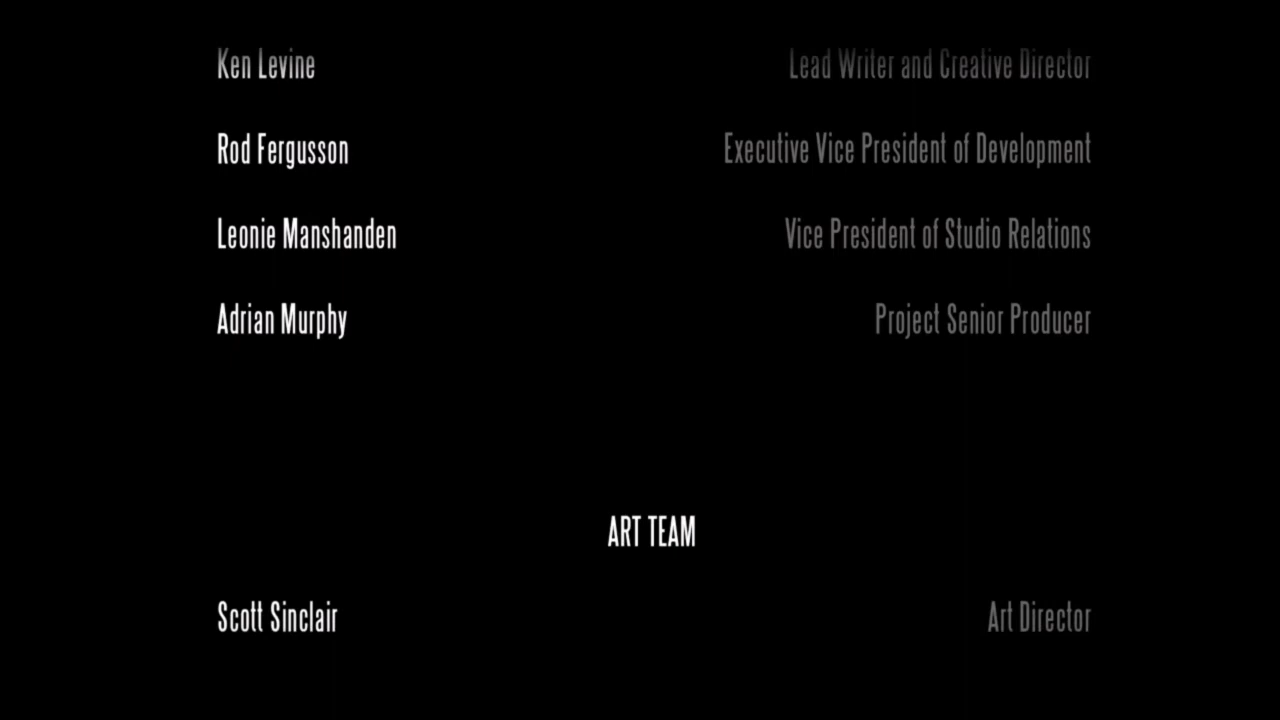 Ken Levine Lead Writer and Creative Director
Rod Fergusson Executive Vice President of Development
Leonie Manshanden Vice President of Studio Relations
Adrian Murphy Project Senior Producer
ART TEAM
Scott Sinclair Art Director